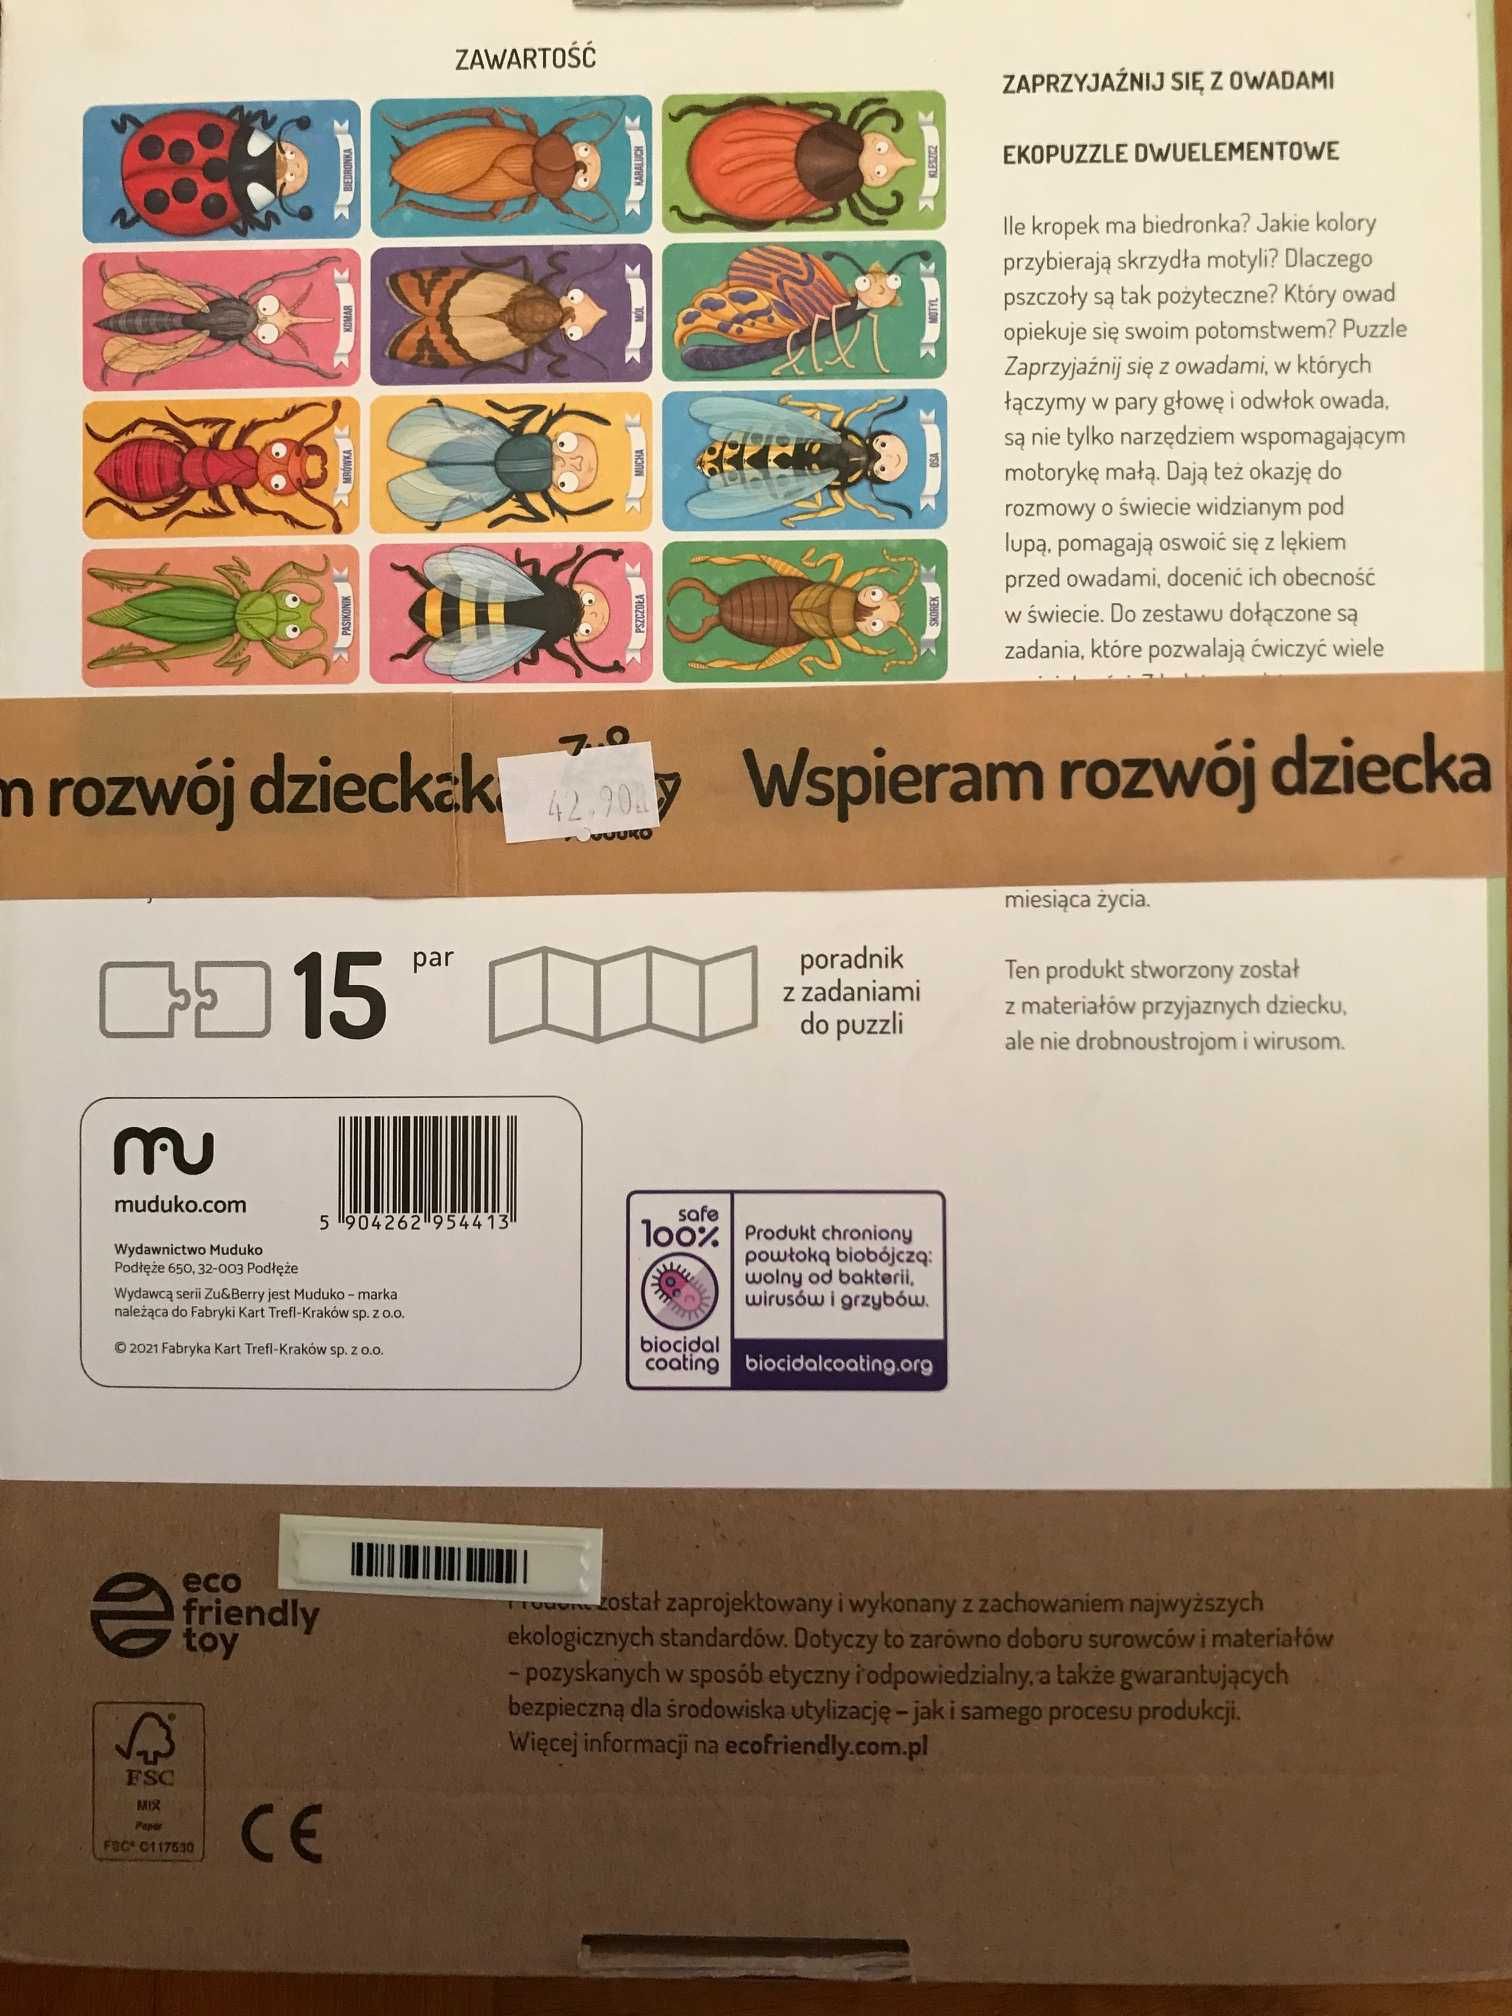 ZAWARTOŚĆ
BIEDRONKA
KARALUCH
KLESZCZ
KOMAR
MÓL
MOTYL
MRÓWKA
MUCHA
OSA
PASIKONIK
PSZCZOŁA
SKOREK
ZAPRZYJAŹNIJ SIĘ Z OWADAMI
EKOPUZZLE DWUELEMENTOWE
Ile kropek ma biedronka? Jakie kolory
przybierają skrzydła motyli? Dlaczego
pszczoły są tak pożyteczne? Który owad
opiekuje się swoim potomstwem? Puzzle
Zaprzyjaźnij się z owadami, w których
łączymy w pary głowę i odwłok owada,
są nie tylko narzędziem wspomagającym
motorykę małą. Dają też okazję do
rozmowy o świecie widzianym pod
lupą, pomagają oswoić się z lękiem
przed owadami, docenić ich obecność
w świecie. Do zestawu dołączone są
zadania, które pozwalają ćwiczyć wiele
m rozwój dziecka
42,90zł
Wspieram rozwój dziecka
miesiąca życia.
Ten produkt stworzony został
z materiałów przyjaznych dziecku,
ale nie drobnoustrojom i wirusom.
15 par
poradnik
z zadaniami
do puzzli
mu
muduko.com
5 904262 954413
Wydawnictwo Muduko
Podłęże 650, 32-003 Podłęże
Wydawcą serii Zu&Berry jest Muduko – marka
należąca do Fabryki Kart Trefl-Kraków sp. z o.o.
© 2021 Fabryka Kart Trefl-Kraków sp. z o.o.
safe
100%
biocidal
coating
Produkt chroniony
powłoką biobójczą:
wolny od bakterii,
wirusów i grzybów.
biocidalcoating.org
eco
friendly
toy
został zaprojektowany i wykonany z zachowaniem najwyższych
ekologicznych standardów. Dotyczy to zarówno doboru surowców i materiałów
– pozyskanych w sposób etyczny i odpowiedzialny, a także gwarantujących
bezpieczną dla środowiska utylizację – jak i samego procesu produkcji.
Więcej informacji na ecofriendly.com.pl
FSC
MIX
Paper
FSC® C117530
CE